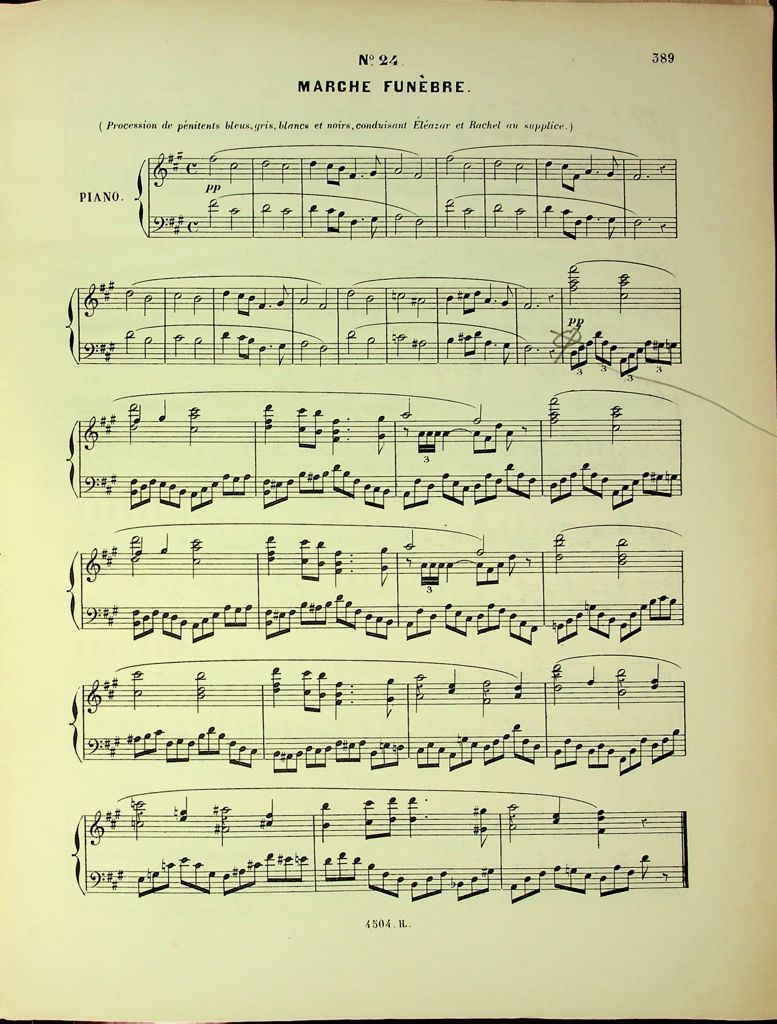 Nº 24.
389
MARCHE FUNÈBRE.
( Procession de pénitents bleus, gris, blancs et noirs, conduisant Éléazar et Rachel au supplice. )
PIANO.
pp
pp
3 3 3 3
3
3
4504. H.